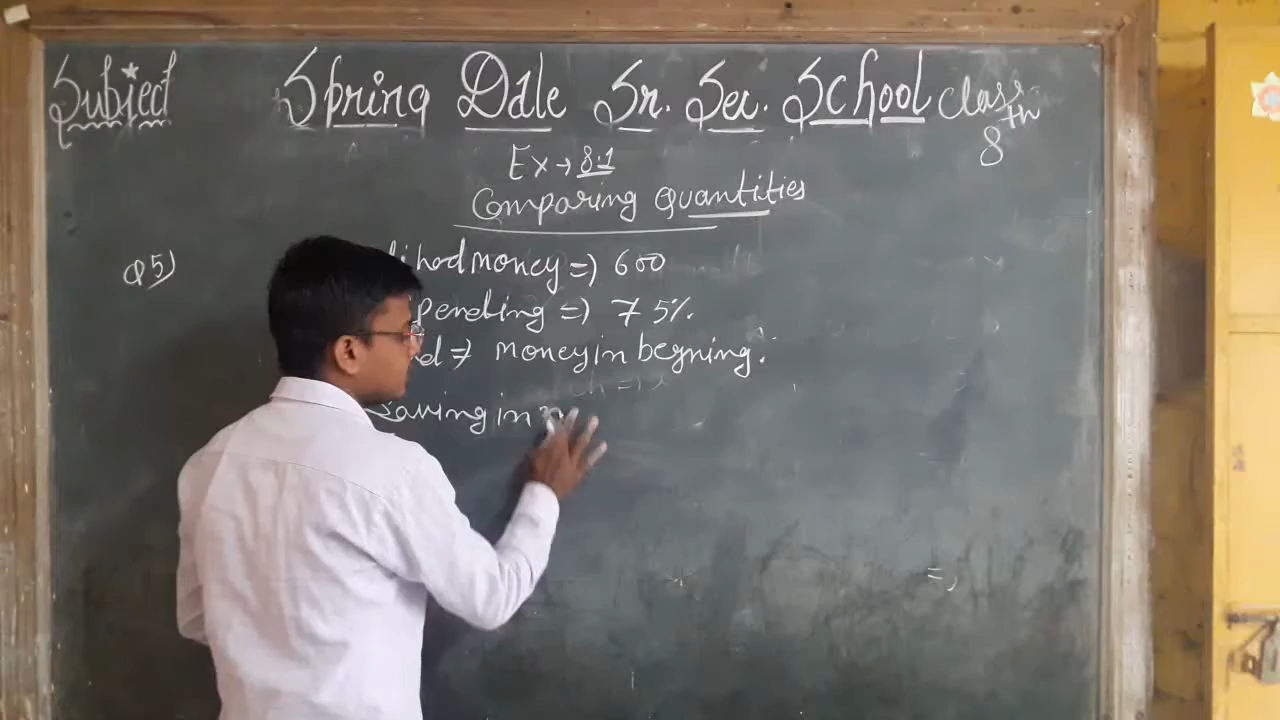 Subject Spring Dale Sr. Sec. School Class 8th
Ex → 8.1
Comparing Quantities
Q5) had money => 600
pending => 75%
=> money in begning.
Saving in
=,